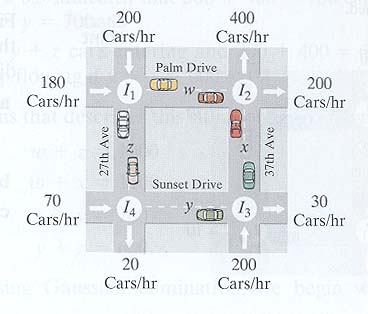 200
Cars/hr
400
Cars/hr
Palm Drive
180
Cars/hr
I₁
w
I₂
200
Cars/hr
27th Ave
z
x
37th Ave
Sunset Drive
70
Cars/hr
I₄
y
I₃
30
Cars/hr
20
Cars/hr
200
Cars/hr